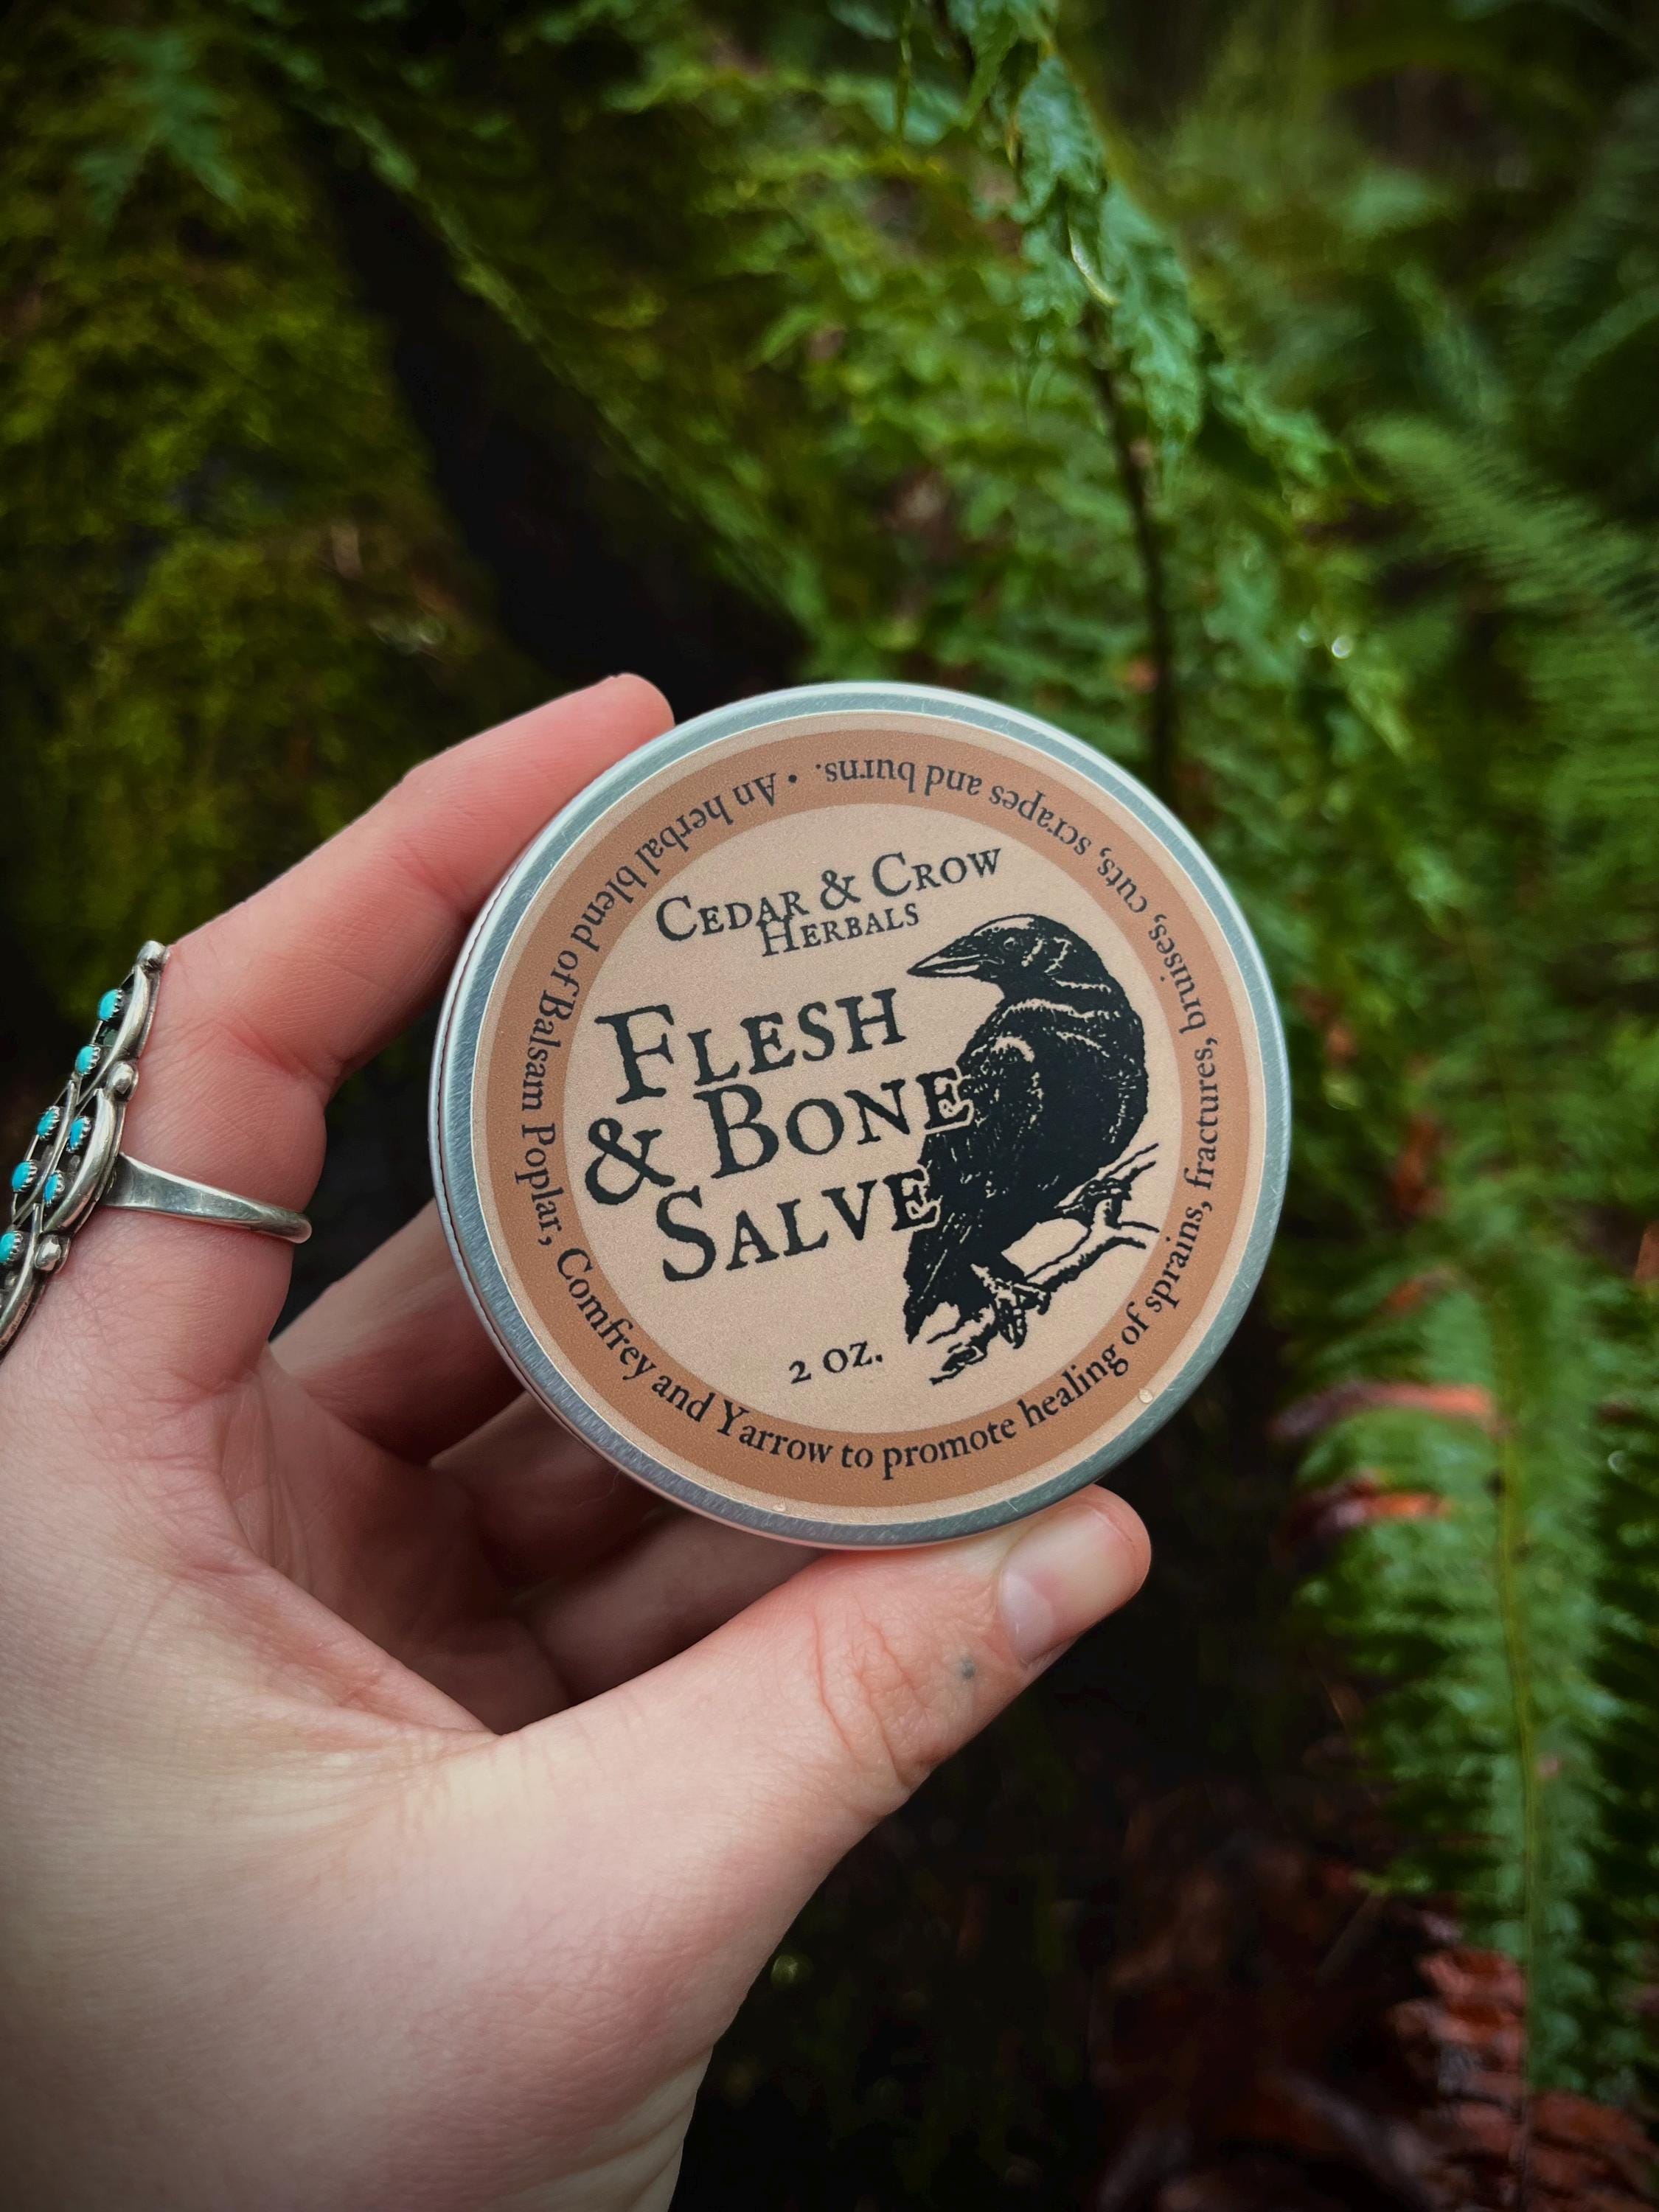 CEDAR & CROW
HERBALS
FLESH
& BONE
SALVE
2 OZ.
An herbal blend of Balsam Poplar, Comfrey and Yarrow to promote healing of sprains, fractures, bruises, cuts, scrapes and burns. •